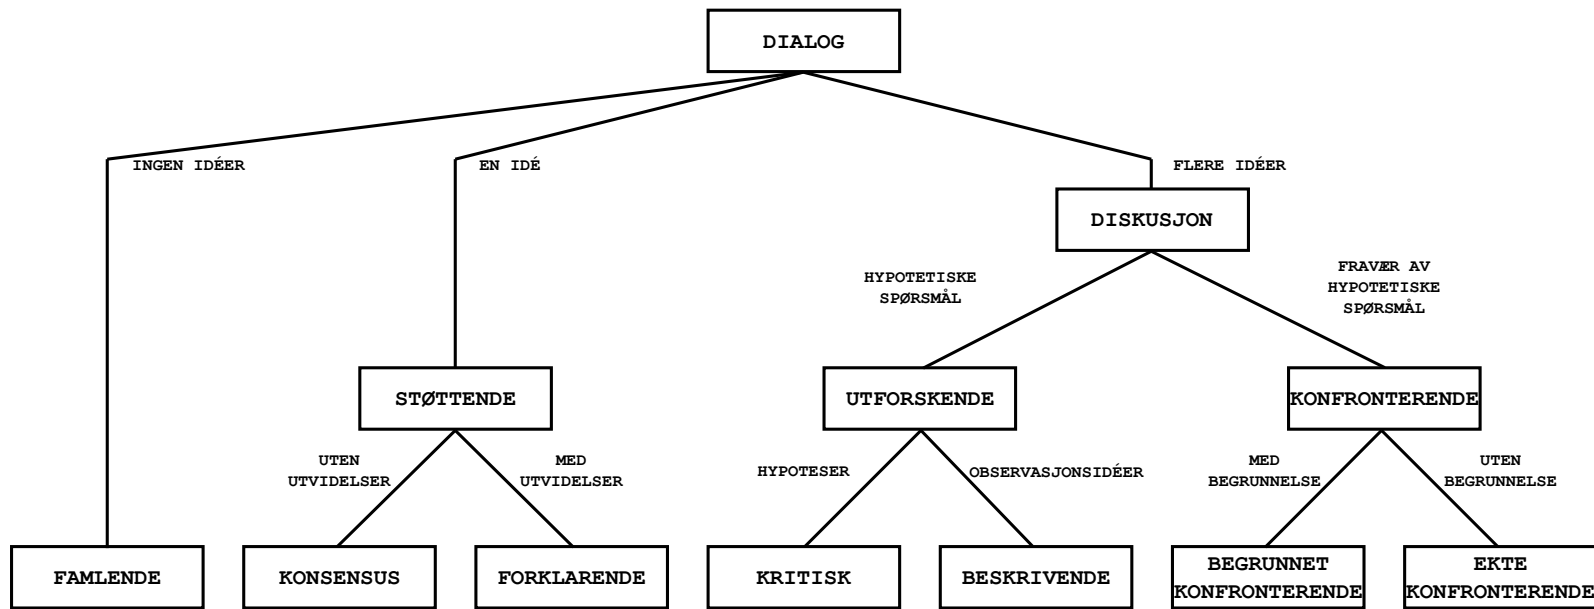 DIALOG
INGEN IDÉER
EN IDÉ
FLERE IDÉER
DISKUSJON
HYPOTETISKE
SPØRSMÅL
FRAVÆR AV
HYPOTETISKE
SPØRSMÅL
STØTTENDE
UTFORSKENDE
KONFRONTERENDE
UTEN
UTVIDELSER
MED
UTVIDELSER
HYPOTESER
OBSERVASJONSIDÉER
MED
BEGRUNNELSE
UTEN
BEGRUNNELSE
FAMLENDE
KONSENSUS
FORKLARENDE
KRITISK
BESKRIVENDE
BEGRUNNET
KONFRONTERENDE
EKTE
KONFRONTERENDE